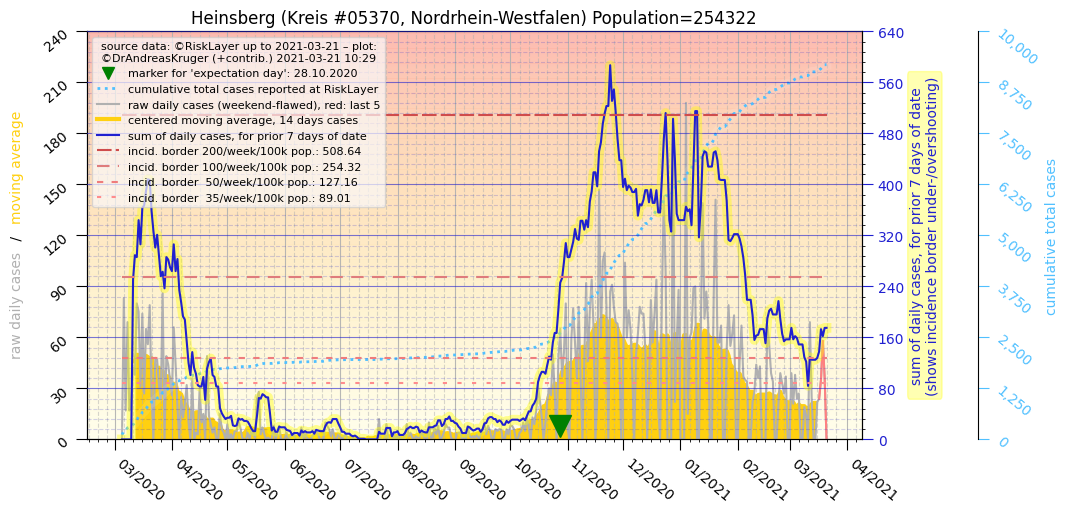 Heinsberg (Kreis #05370, Nordrhein-Westfalen) Population=254322
source data: ©RiskLayer up to 2021-03-21 – plot:
©DrAndreasKruger (+contrib.) 2021-03-21 10:29
marker for 'expectation day': 28.10.2020
cumulative total cases reported at RiskLayer
raw daily cases (weekend-flawed), red: last 5
centered moving average, 14 days cases
sum of daily cases, for prior 7 days of date
incid. border 200/week/100k pop.: 508.64
incid. border 100/week/100k pop.: 254.32
incid. border  50/week/100k pop.: 127.16
incid. border  35/week/100k pop.: 89.01
raw daily cases  /  moving average
240
210
180
150
120
90
60
30
0
03/2020
04/2020
05/2020
06/2020
07/2020
08/2020
09/2020
10/2020
11/2020
12/2020
01/2021
02/2021
03/2021
04/2021
640
560
480
400
320
240
160
80
0
sum of daily cases, for prior 7 days of date
(shows incidence border under-/overshooting)
10,000
8,750
7,500
6,250
5,000
3,750
2,500
1,250
0
cumulative total cases